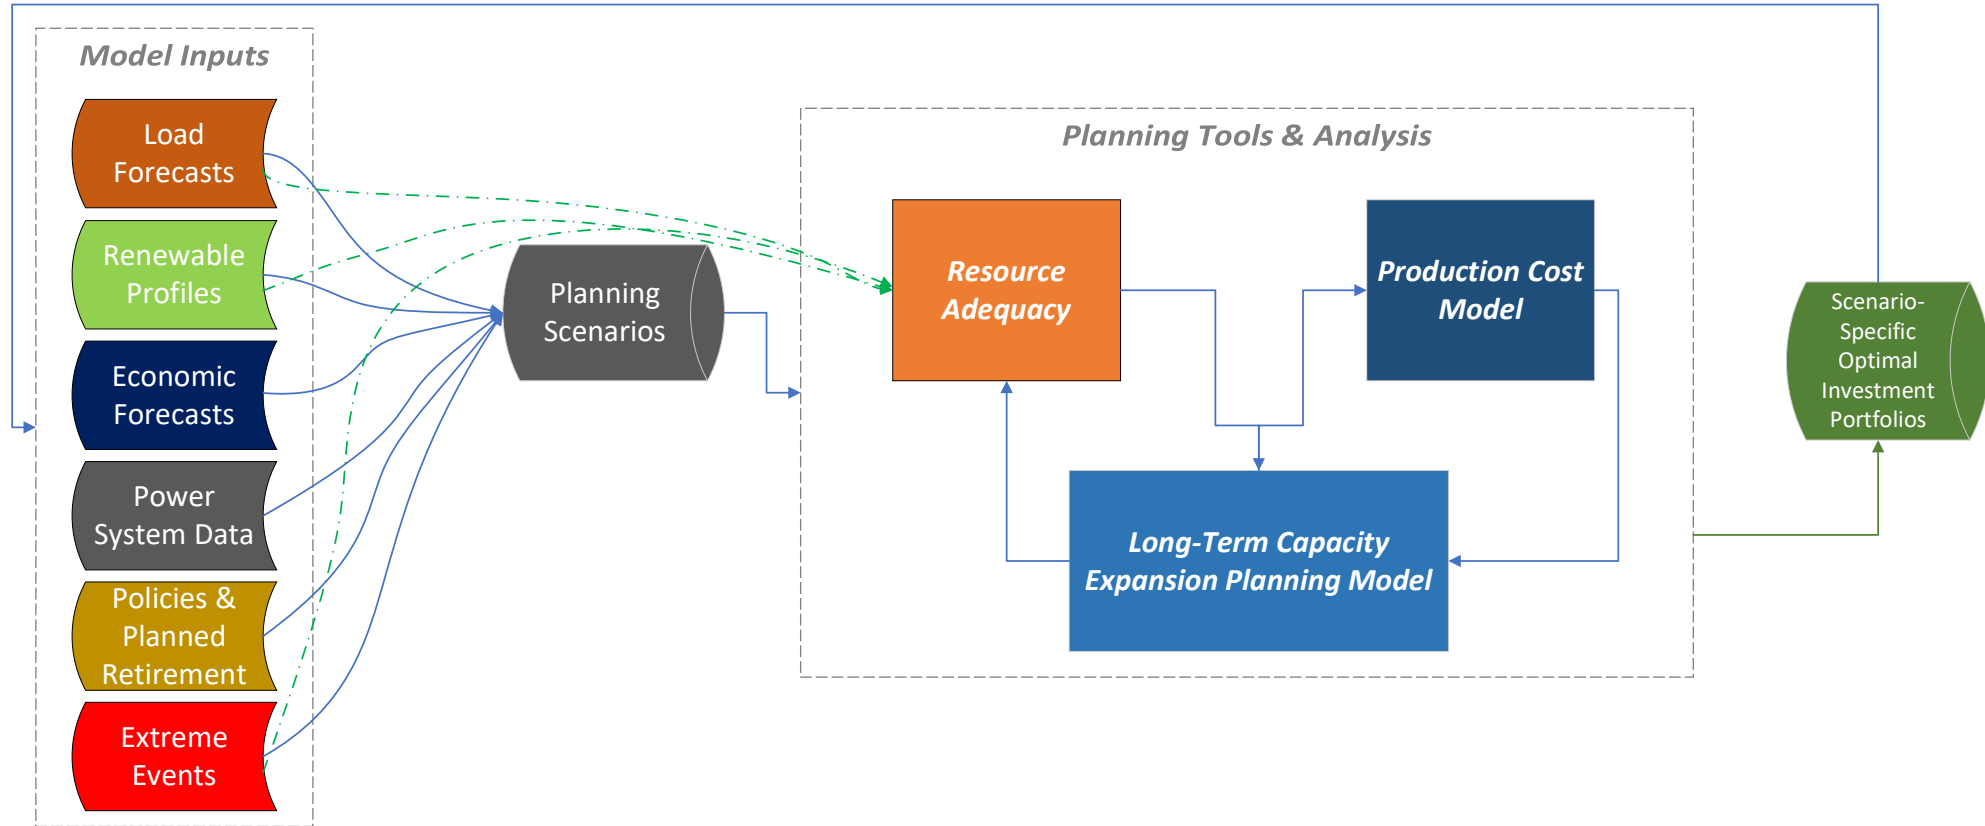 Model Inputs
Load
Forecasts
Renewable
Profiles
Economic
Forecasts
Power
System Data
Policies &
Planned
Retirement
Extreme
Events
Planning
Scenarios
Planning Tools & Analysis
Resource
Adequacy
Production Cost
Model
Long-Term Capacity
Expansion Planning Model
Scenario-
Specific
Optimal
Investment
Portfolios